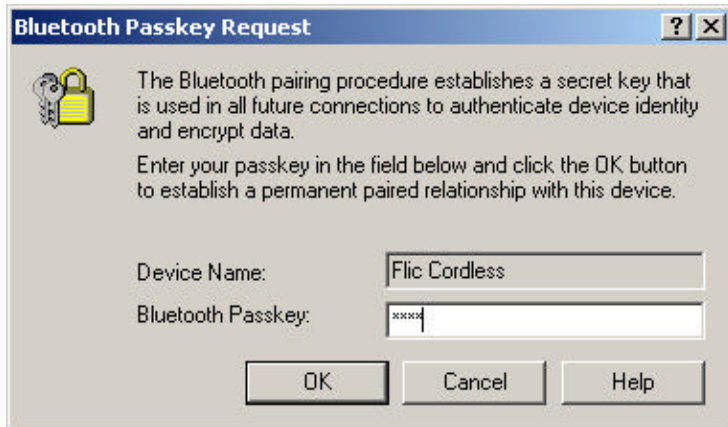 Bluetooth Passkey Request
The Bluetooth pairing procedure establishes a secret key that
is used in all future connections to authenticate device identity
and encrypt data.
Enter your passkey in the field below and click the OK button
to establish a permanent paired relationship with this device.
Device Name: Flic Cordless
Bluetooth Passkey: ****
OK Cancel Help